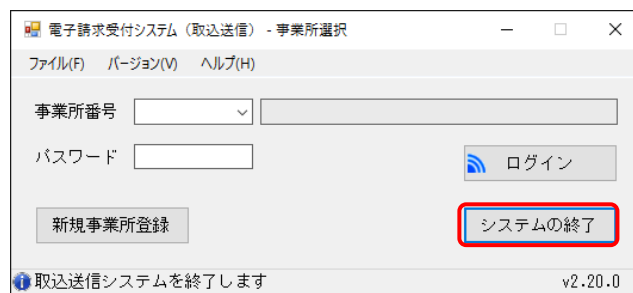 電子請求受付システム（取込送信） - 事業所選択
ファイル(F) バージョン(V) ヘルプ(H)
事業所番号
パスワード
ログイン
新規事業所登録 システムの終了
取込送信システムを終了します v2.20.0